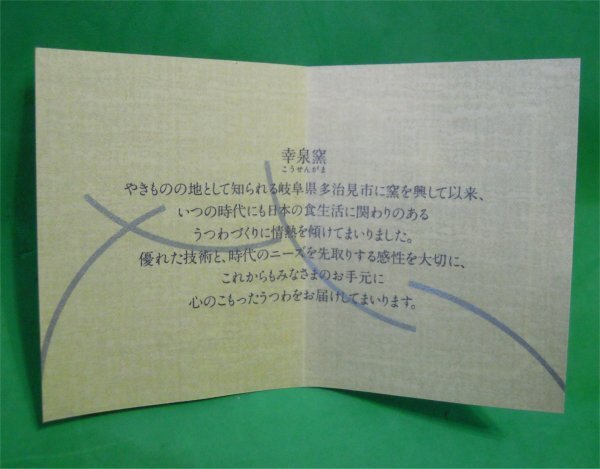 幸泉窯
こうせんがま
やきものの地として知られる岐阜県多治見市に窯を興して以来、
いつの時代にも日本の食生活に関わりのある
うつわづくりに情熱を傾けてまいりました。
優れた技術と、時代のニーズを先取りする感性を大切に、
これからもみなさまのお手元に
心のこもったうつわをお届けしてまいります。